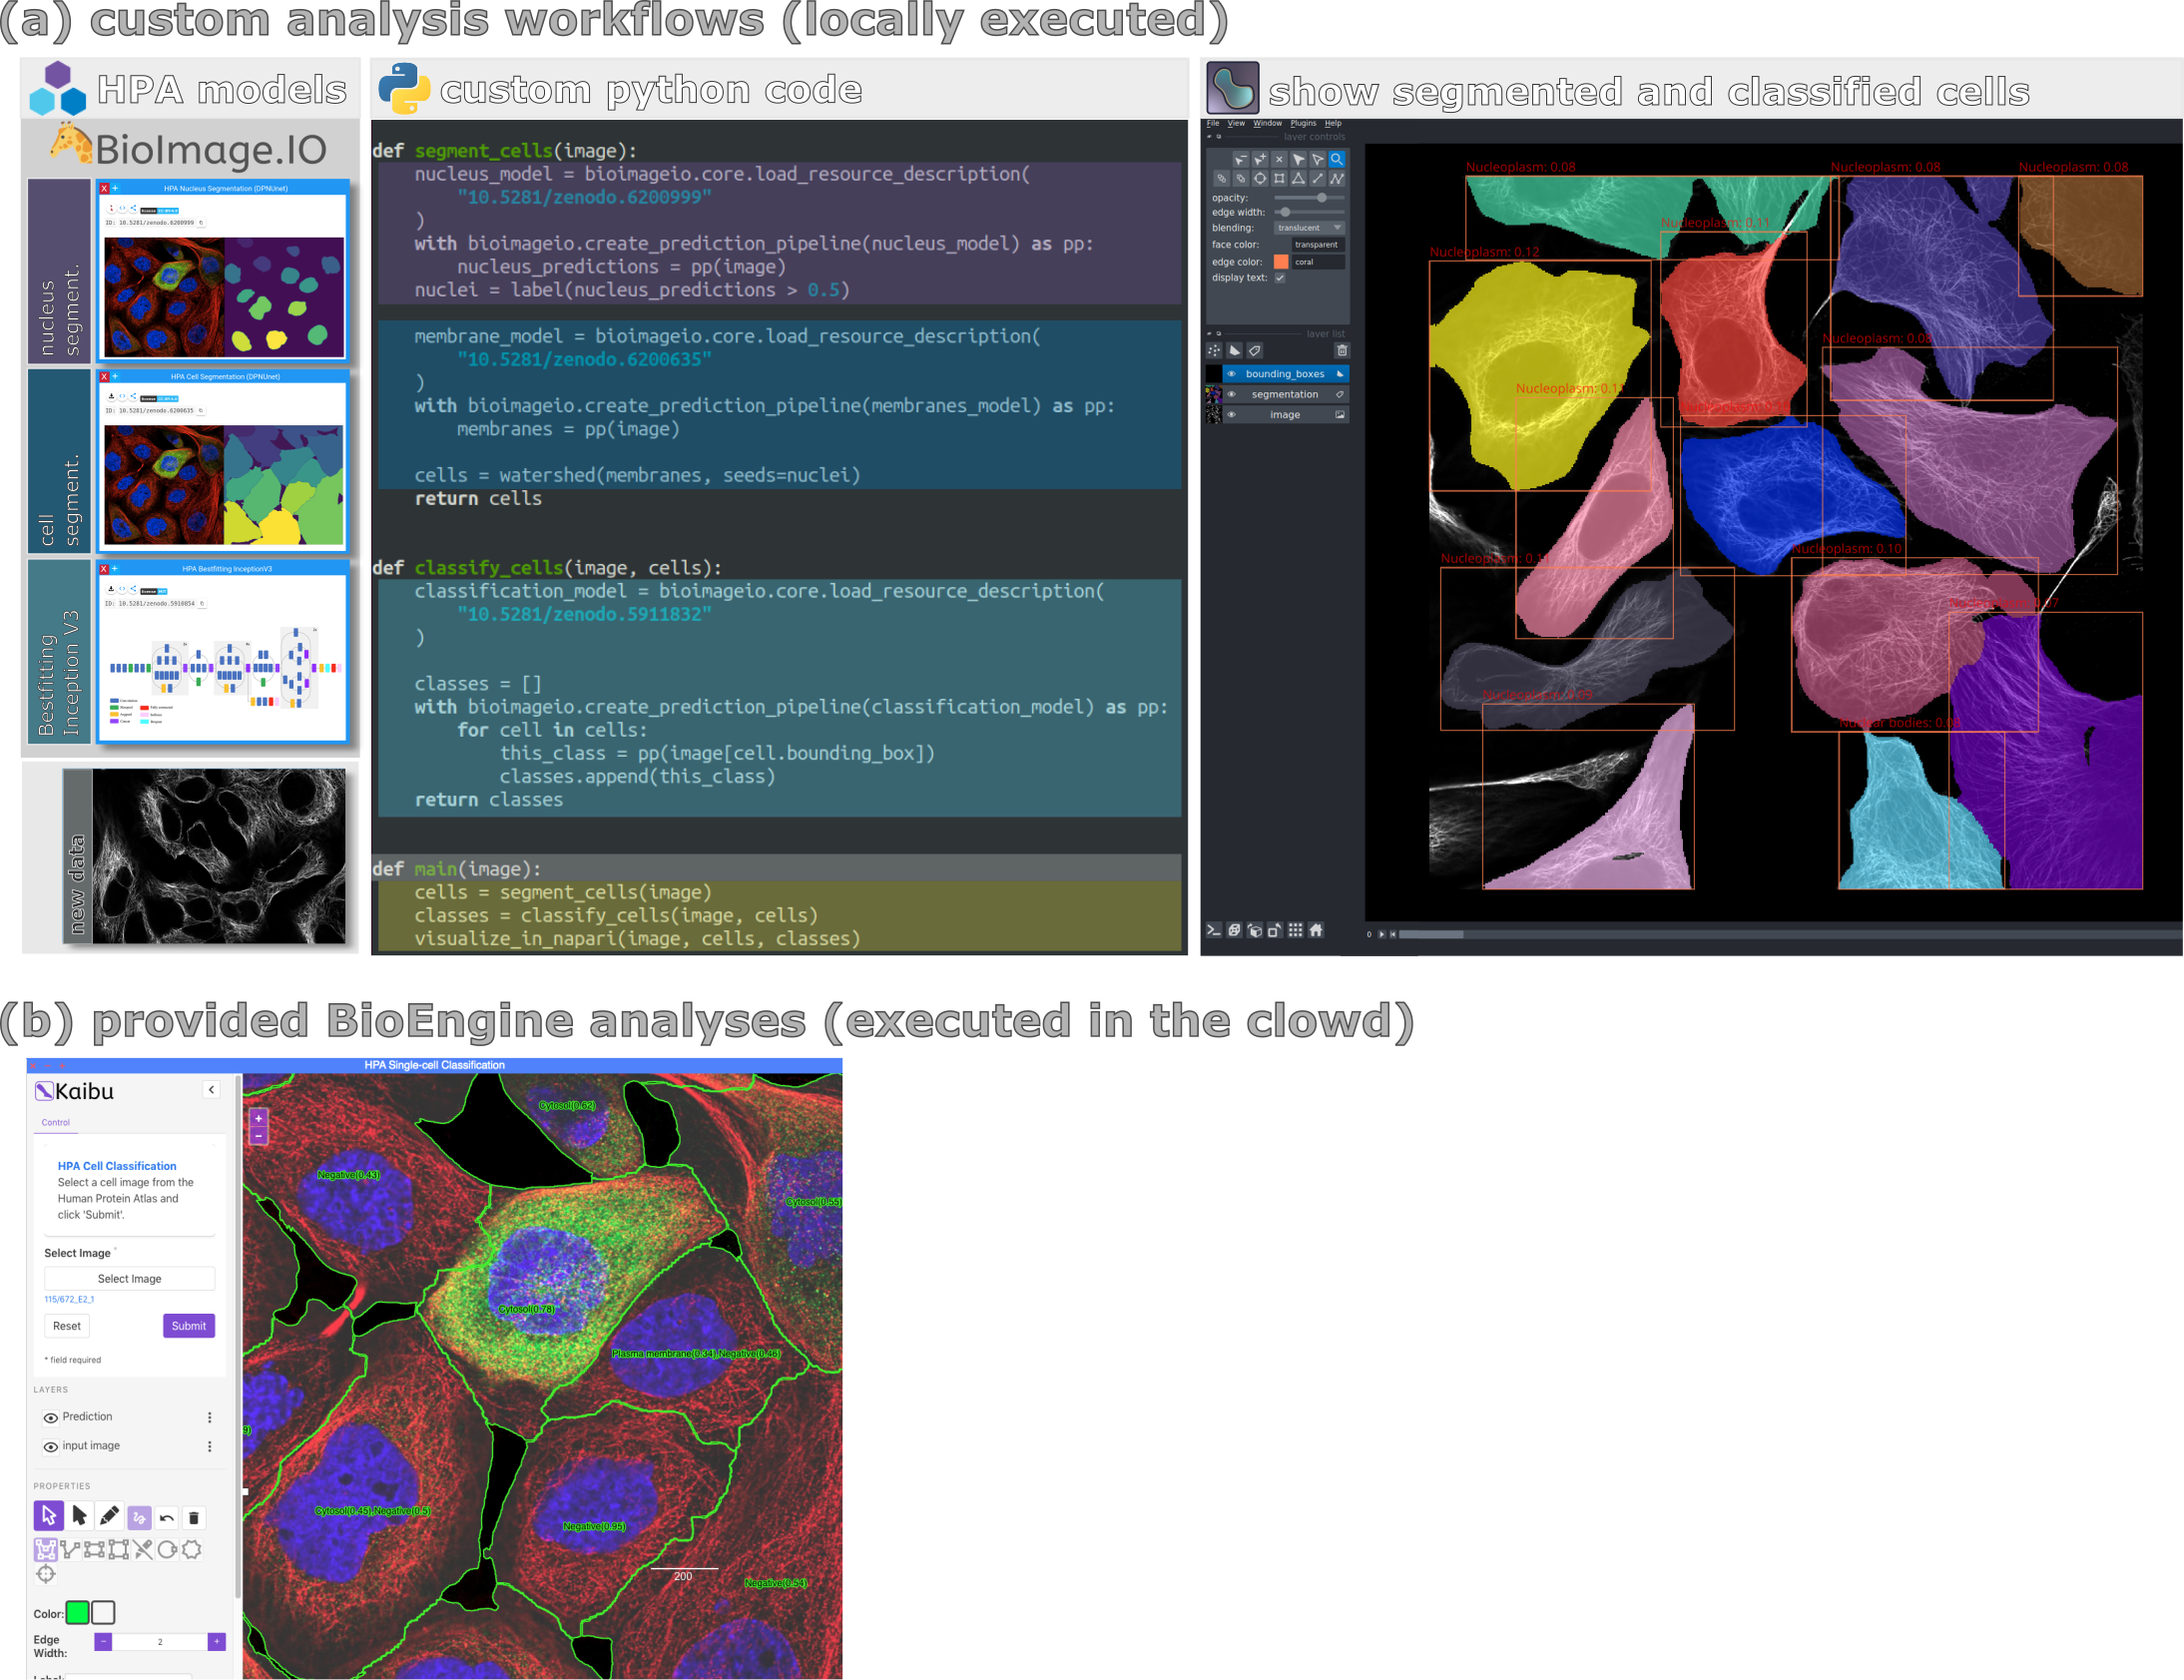 (a) custom analysis workflows (locally executed)
HPA models
BioImage.IO
nucleus
segment.
HPA Nucleus Segmentation (DPNUnet)
ID: 10.5281/zenodo.6200999
cell
segment.
HPA Cell Segmentation (DPNUnet)
ID: 10.5281/zenodo.6200635
Bestfitting
Inception V3
HPA Bestfitting InceptionV3
ID: 10.5281/zenodo.5910854
new data
custom python code
def segment_cells(image):
nucleus_model = bioimageio.core.load_resource_description(
"10.5281/zenodo.6200999"
)
with bioimageio.create_prediction_pipeline(nucleus_model) as pp:
nucleus_predictions = pp(image)
nuclei = label(nucleus_predictions > 0.5)
membrane_model = bioimageio.core.load_resource_description(
"10.5281/zenodo.6200635"
)
with bioimageio.create_prediction_pipeline(membranes_model) as pp:
membranes = pp(image)
cells = watershed(membranes, seeds=nuclei)
return cells
def classify_cells(image, cells):
classification_model = bioimageio.core.load_resource_description(
"10.5281/zenodo.5911832"
)
classes = []
with bioimageio.create_prediction_pipeline(classification_model) as pp:
for cell in cells:
this_class = pp(image[cell.bounding_box])
classes.append(this_class)
return classes
def main(image):
cells = segment_cells(image)
classes = classify_cells(image, cells)
visualize_in_napari(image, cells, classes)
show segmented and classified cells
File View Window Plugins Help
layer controls
opacity:
edge width:
blending: translucent
face color: transparent
edge color: coral
display text:
layer list
bounding_boxes
segmentation
image
0
Nucleoplasm: 0.08
Nucleoplasm: 0.08
Nucleoplasm: 0.08
Nucleoplasm: 0.11
Nucleoplasm: 0.12
Nucleoplasm: 0.08
Nucleoplasm: 0.11
Nucleoplasm: 0.10
Nucleoplasm: 0.07
Nucleoplasm: 0.09
Nuclear bodies: 0.08
(b) provided BioEngine analyses (executed in the clowd)
HPA Single-cell Classification
Kaibu
Control
HPA Cell Classification
Select a cell image from the
Human Protein Atlas and
click 'Submit'.
Select Image *
Select Image
115/672_E2_1
Reset Submit
* field required
LAYERS
Prediction
input image
PROPERTIES
Color:
Edge
Width:
- 2 +
+
-
Cytosol(0.62)
Negative(0.43)
Cytosol(0.55)
Cytosol(0.78)
Plasma membrane(0.34),Negative(0.46)
Cytosol(0.45),Negative(0.5)
Negative(0.95)
200
Negative(0.54)